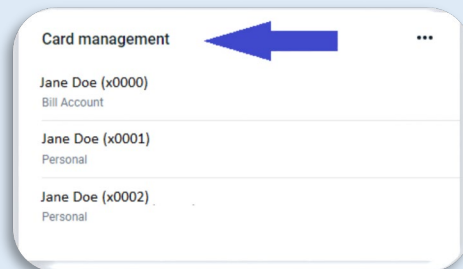 Card management
Jane Doe (x0000)
Bill Account
Jane Doe (x0001)
Personal
Jane Doe (x0002)
Personal